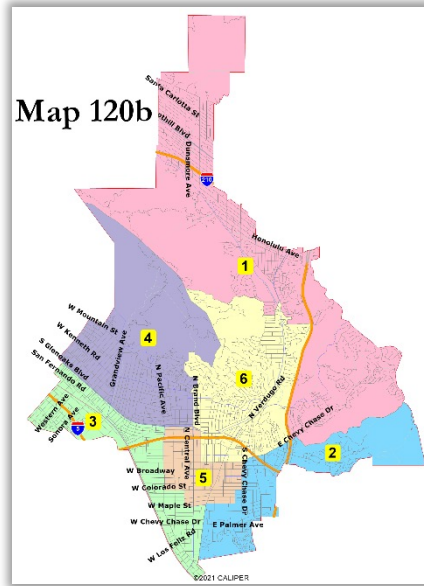 Map 120b
Santa Carlotta St
oothill Blvd
Dunsmore Ave
210
Honolulu Ave
1
W Mountain St
W Kenneth Rd
S Glenoaks Blvd
San Fernando Rd
Grandview Ave
4
N Pacific Ave
6
N Brand Blvd
N Verdugo Rd
Western Ave
Sonora Ave
3
5
E Chevy Chase Dr
2
N Central Ave
S Chevy Chase Dr
W Broadway
5
W Colorado St
W Maple St
W Chevy Chase Dr
E Palmer Ave
W Los Feliz Rd
©2021 CALIPER